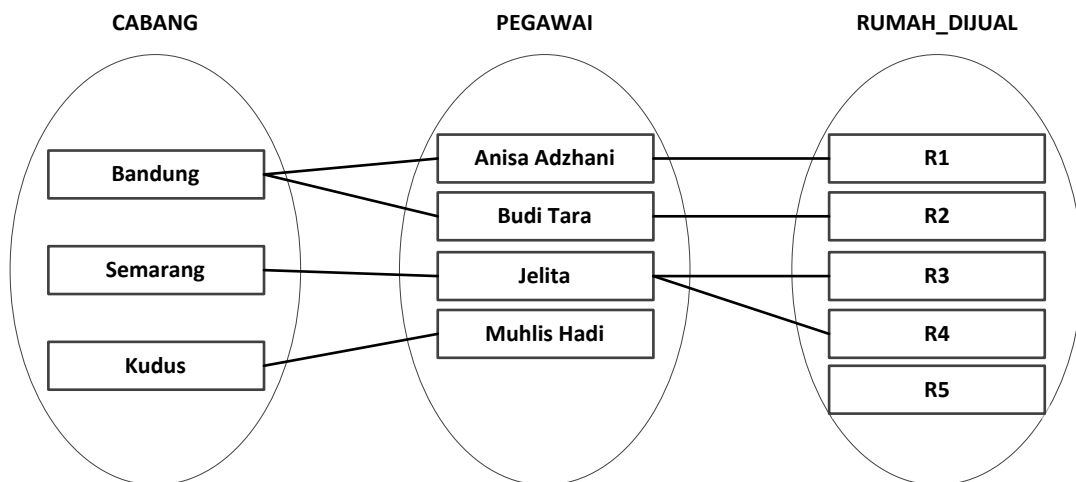 CABANG
PEGAWAI
RUMAH_DIJUAL
Bandung
Semarang
Kudus
Anisa Adzhani
Budi Tara
Jelita
Muhlis Hadi
R1
R2
R3
R4
R5